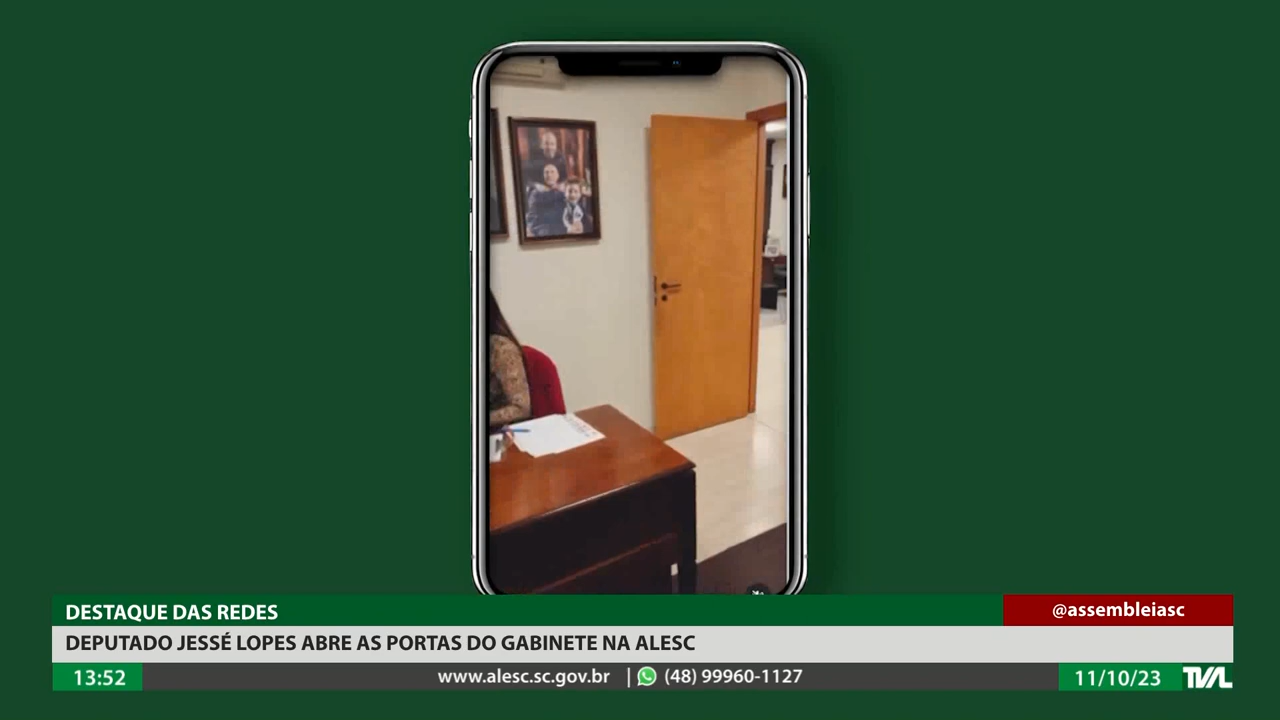 DESTAQUE DAS REDES
@assembleiasc
DEPUTADO JESSÉ LOPES ABRE AS PORTAS DO GABINETE NA ALESC
13:52
www.alesc.sc.gov.br | (48) 99960-1127
11/10/23
TVAL